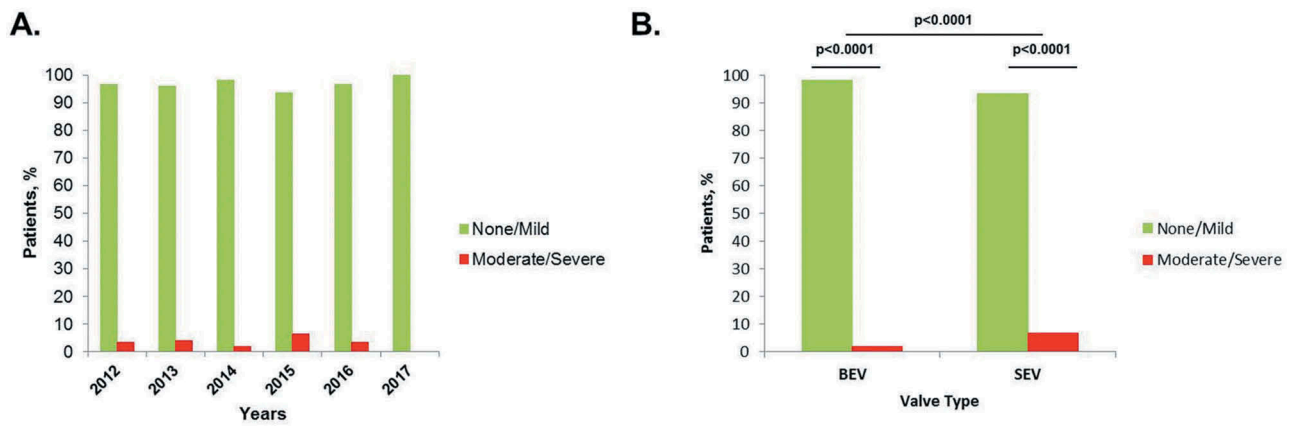 A.
100
90
80
70
60
50
40
30
20
10
0
Patients, %
2012
2013
2014
2015
2016
2017
Years
None/Mild
Moderate/Severe
B.
p<0.0001
p<0.0001
p<0.0001
100
90
80
70
60
50
40
30
20
10
0
Patients, %
BEV
SEV
Valve Type
None/Mild
Moderate/Severe